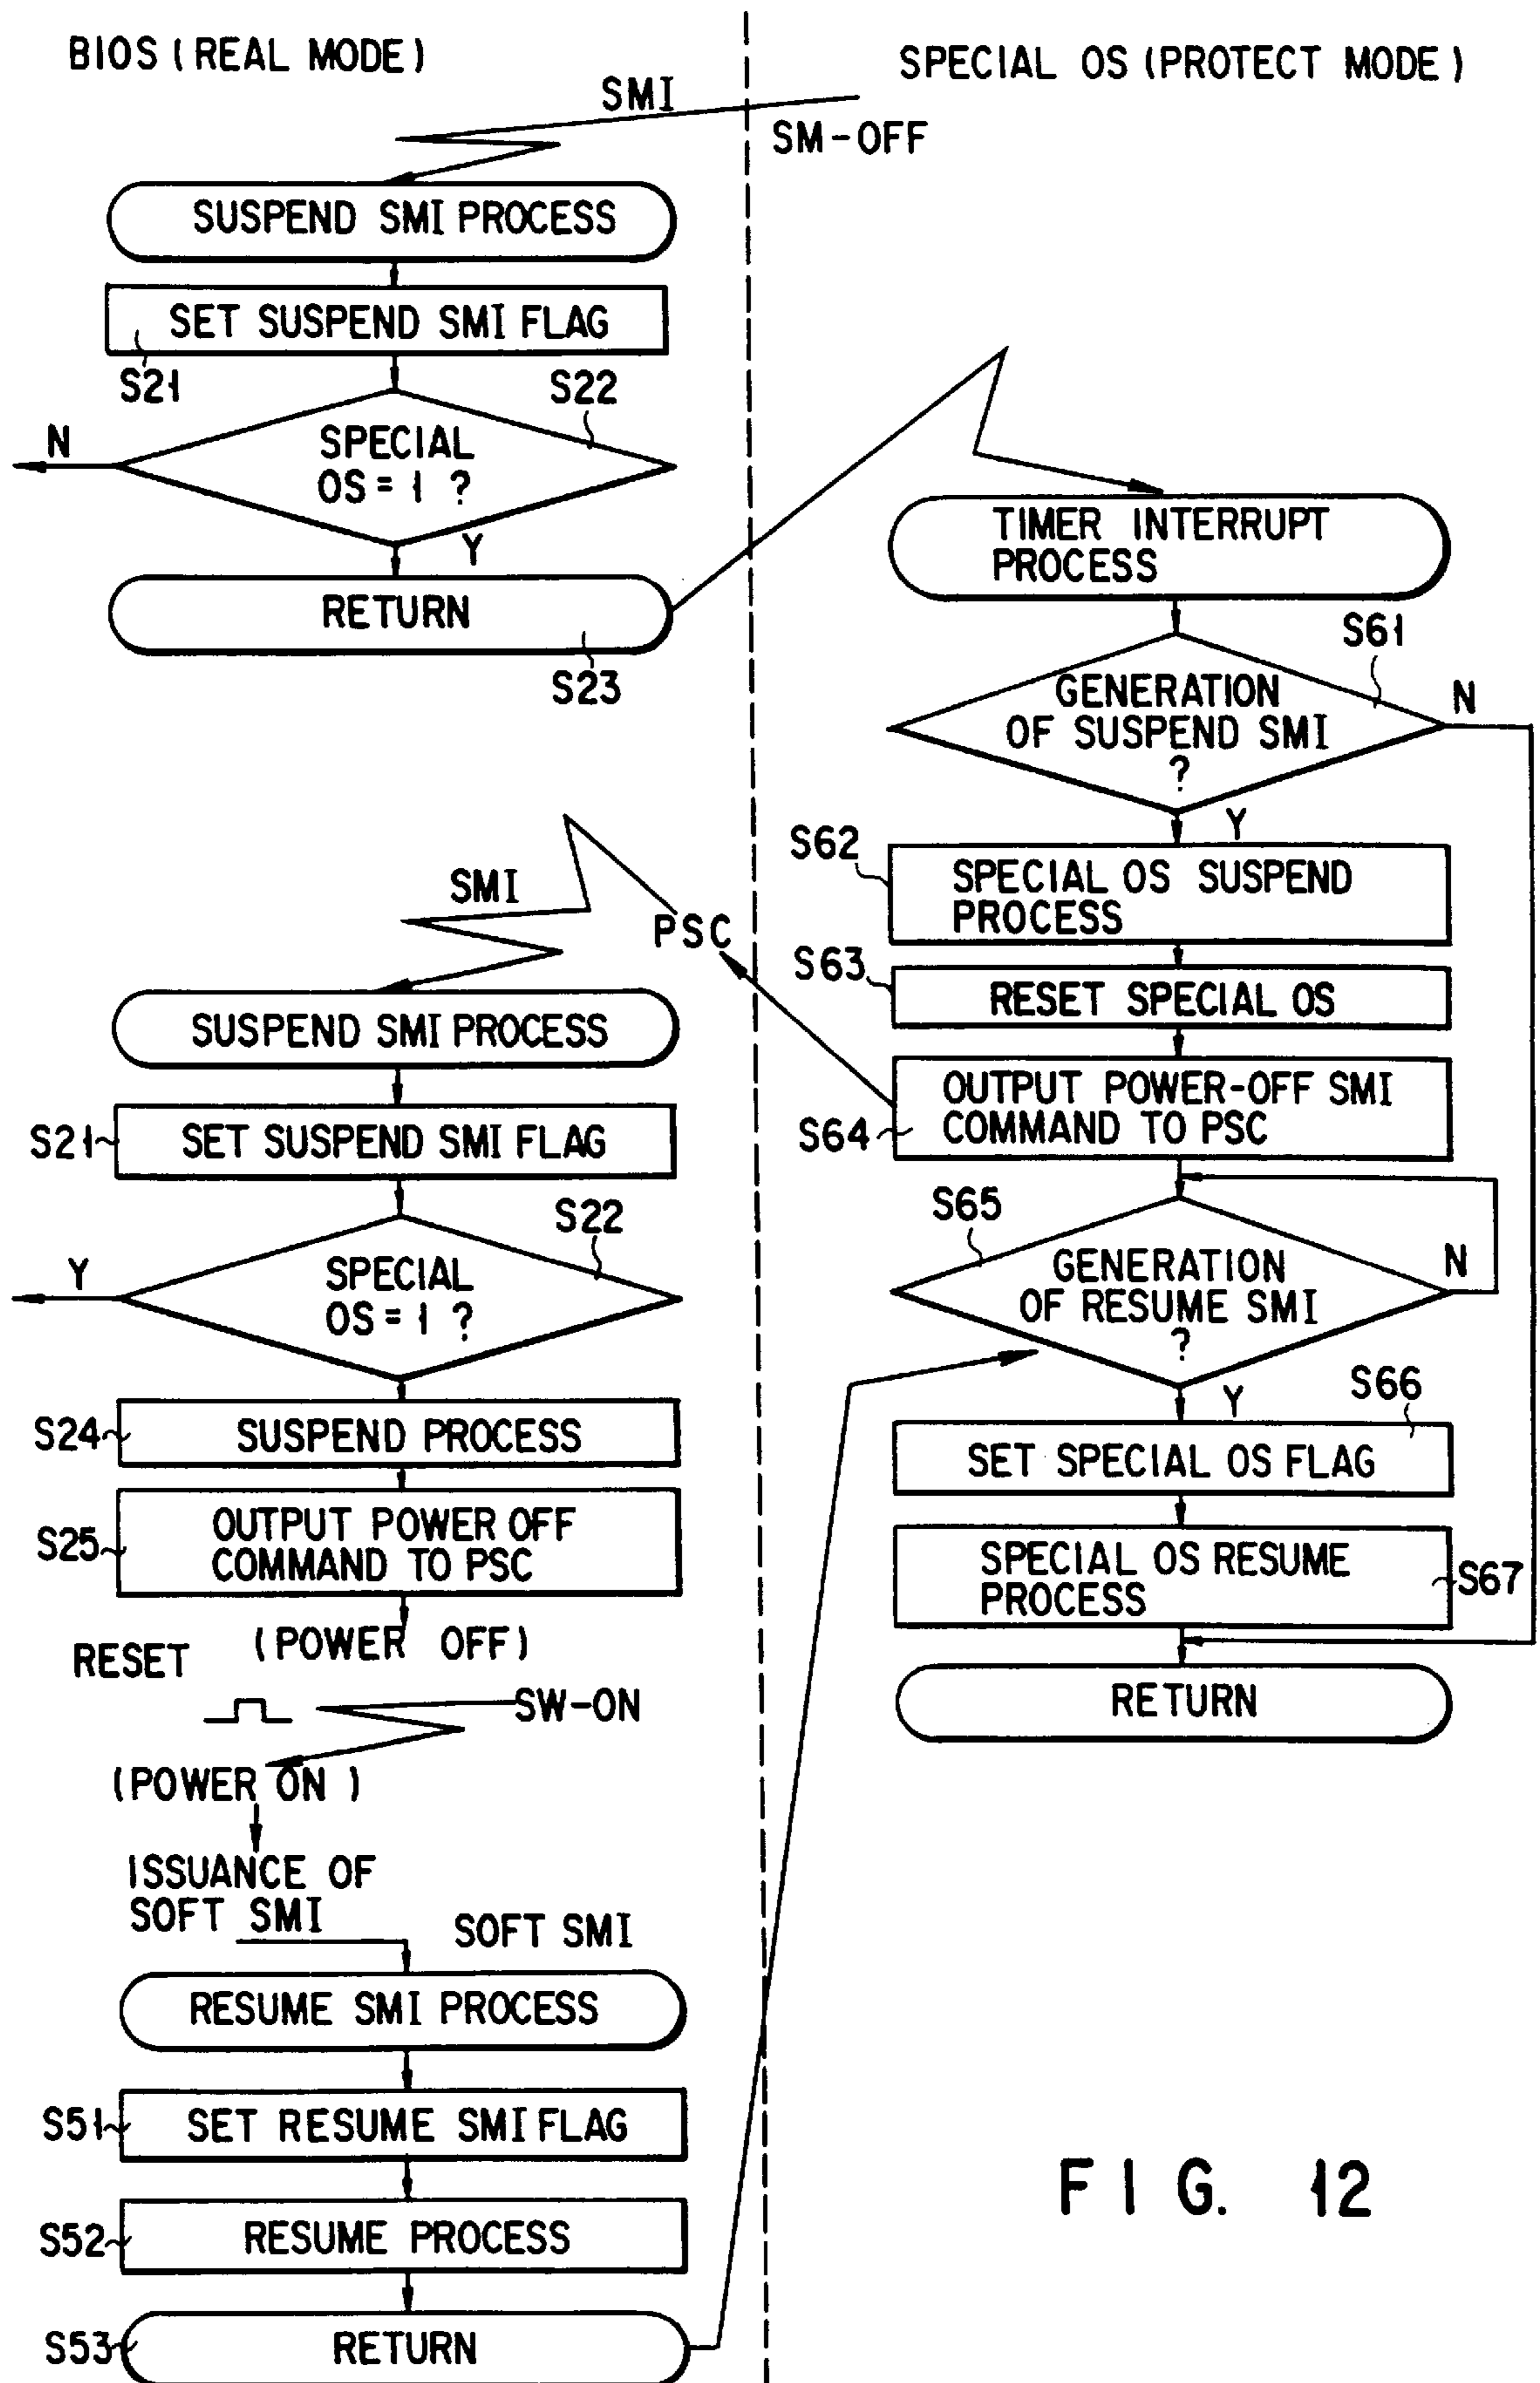 BIOS (REAL MODE)
SPECIAL OS (PROTECT MODE)
SMI
SM-OFF
SUSPEND SMI PROCESS
SET SUSPEND SMI FLAG
S21
S22
N
SPECIAL
OS = 1 ?
Y
RETURN
S23
TIMER INTERRUPT
PROCESS
S61
GENERATION
OF SUSPEND SMI
?
N
Y
S62
SPECIAL OS SUSPEND
PROCESS
S63
RESET SPECIAL OS
S64
OUTPUT POWER-OFF SMI
COMMAND TO PSC
S65
GENERATION
OF RESUME SMI
?
N
Y
S66
SET SPECIAL OS FLAG
SPECIAL OS RESUME
PROCESS
S67
RETURN
SMI
PSC
SUSPEND SMI PROCESS
S21
SET SUSPEND SMI FLAG
S22
Y
SPECIAL
OS = 1 ?
S24
SUSPEND PROCESS
S25
OUTPUT POWER OFF
COMMAND TO PSC
RESET
(POWER OFF)
SW-ON
(POWER ON )
ISSUANCE OF
SOFT SMI
SOFT SMI
RESUME SMI PROCESS
S51
SET RESUME SMI FLAG
S52
RESUME PROCESS
S53
RETURN
FIG. 12